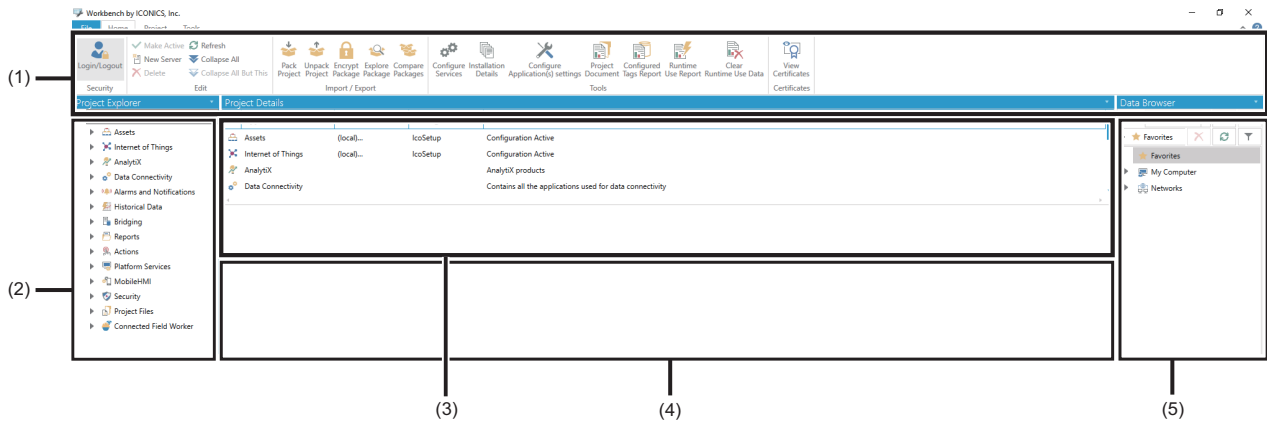 Workbench by ICONICS, Inc.
File Home Project Tools
(1)
Login/Logout
Security
Make Active
New Server
Delete
Refresh
Collapse All
Collapse All But This
Edit
Pack Project
Unpack Project
Encrypt Package
Explore Package
Compare Packages
Import / Export
Configure Services
Installation Details
Configure Application(s) settings
Project Document
Configured Tags Report
Runtime Use Report
Clear Runtime Use Data
Tools
View Certificates
Certificates
Project Explorer
Project Details
Data Browser
(2)
Assets
Internet of Things
AnalytiX
Data Connectivity
Alarms and Notifications
Historical Data
Bridging
Reports
Actions
Platform Services
MobileHMI
Security
Project Files
Connected Field Worker
Assets (local)... IcoSetup Configuration Active
Internet of Things (local)... IcoSetup Configuration Active
AnalytiX AnalytiX products
Data Connectivity Contains all the applications used for data connectivity
Favorites
Favorites
My Computer
Networks
(3)
(4)
(5)